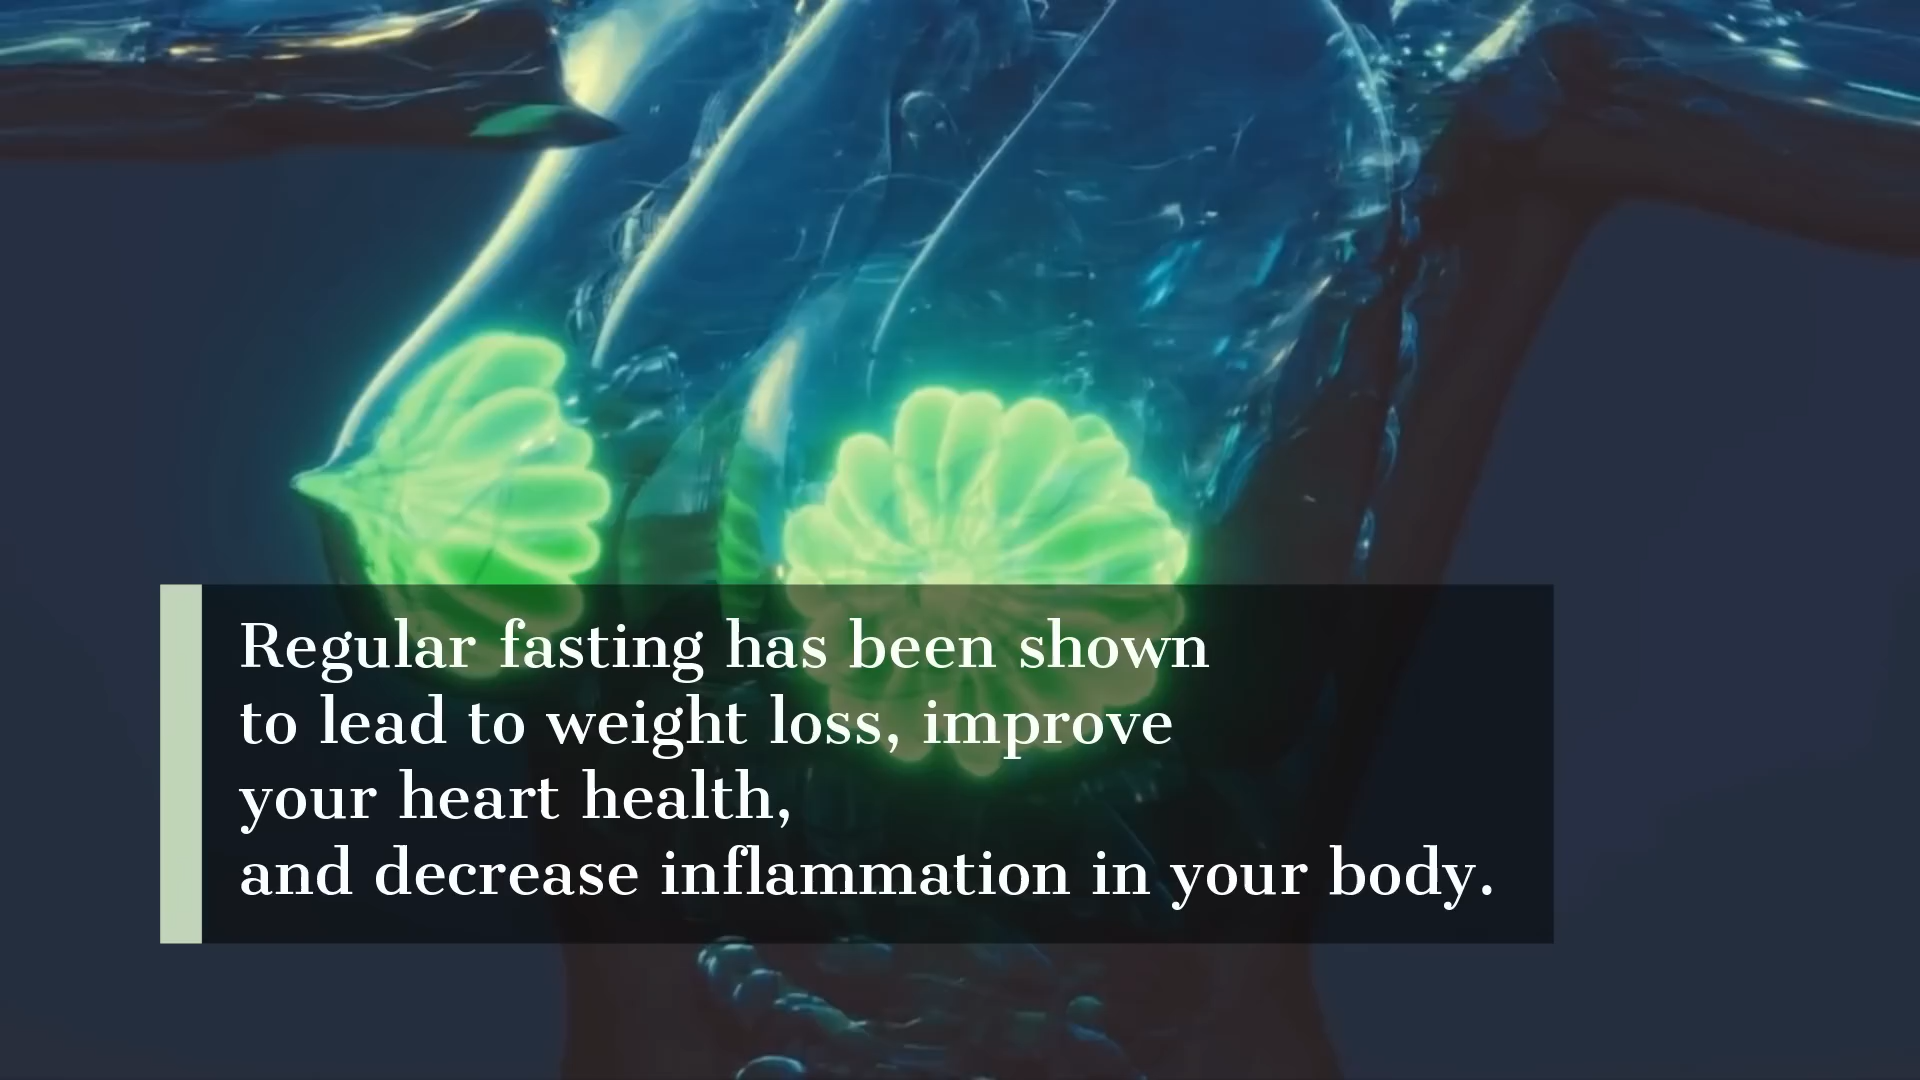 Regular fasting has been shown
to lead to weight loss, improve
your heart health,
and decrease inflammation in your body.